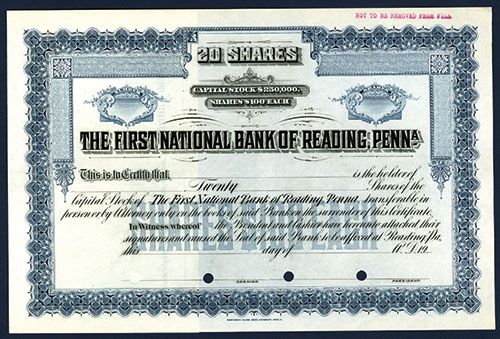 NOT TO BE REMOVED FROM FILE
20 SHARES
CAPITAL STOCK $250,000.
SHARES $100 EACH
THE FIRST NATIONAL BANK OF READING, PENNA
This is to Certify that, is the holder of
Twenty Shares of the
Capital Stock of The First National Bank of Reading, Penna, transferable in
person or by Attorney only on the books of said Bank on the surrender of this Certificate.
In Witness whereof the President and Cashier have hereunto attached their
signatures and caused the Seal of said Bank to be affixed at Reading Pa.
this day of A.D. 19
SHARES $100 EACH
CASHIER. PRESIDENT.